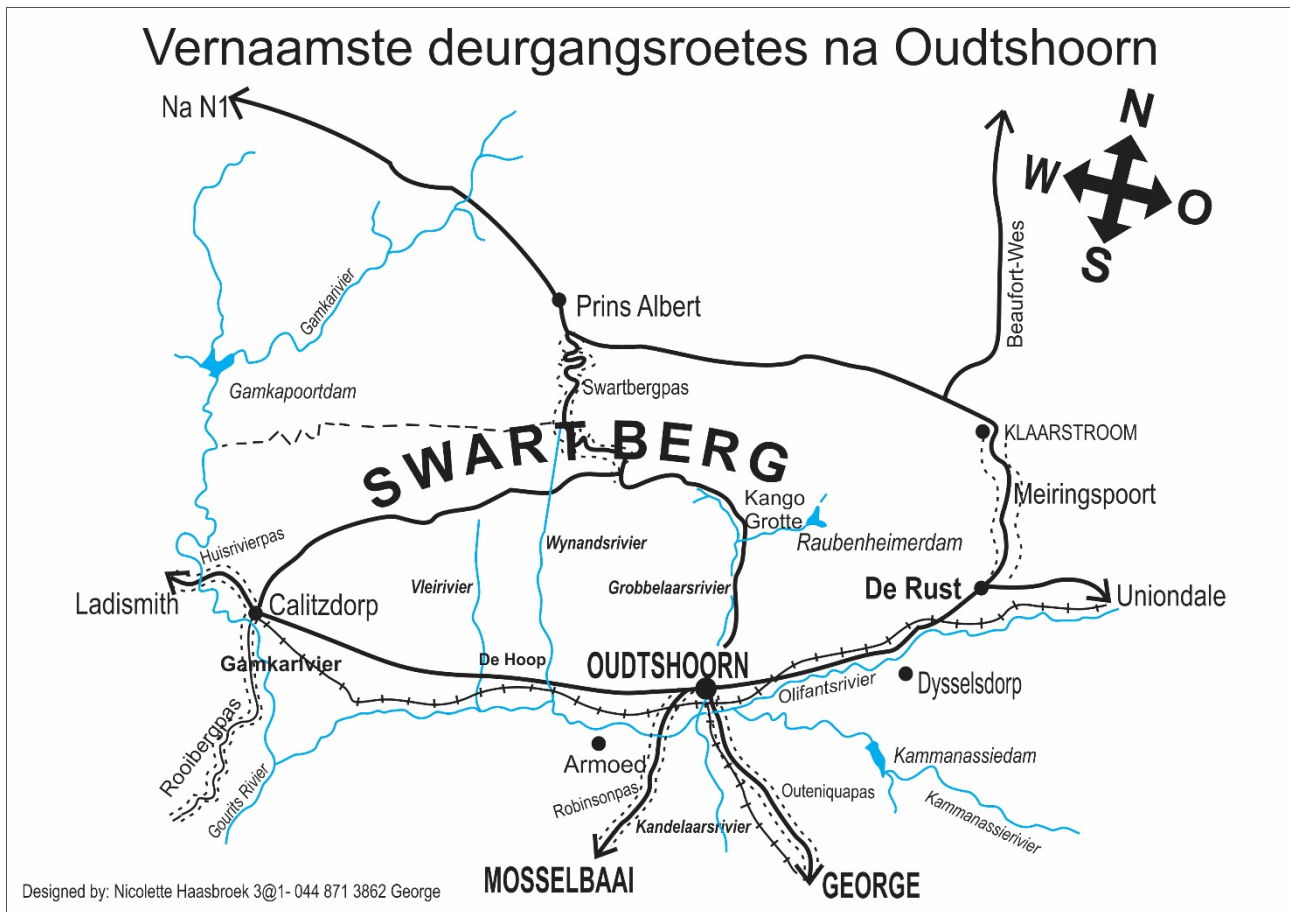 Vernaamste deurgangsroetes na Oudtshoorn
Na N1
N
W
O
S
Beaufort-Wes
Gamkarivier
Prins Albert
Gamkapoortdam
Swartbergpas
SWARTBERG
KLAARSTROOM
Meiringspoort
Kango
Grotte
Raubenheimerdam
Huisrivierpas
Wynandsrivier
Vleirivier
Grobbelaarsrivier
De Rust
Ladismith
Calitzdorp
Uniondale
Gamkarivier
De Hoop
OUDTSHOORN
Olifantsrivier
Dysselsdorp
Rooibergpas
Gourits Rivier
Armoed
Robinsonpas
Kandelaarsrivier
Outeniquapas
Kammanassiedam
Kammanassierivier
MOSSELBAAI
GEORGE
Designed by: Nicolette Haasbroek 3@1- 044 871 3862 George